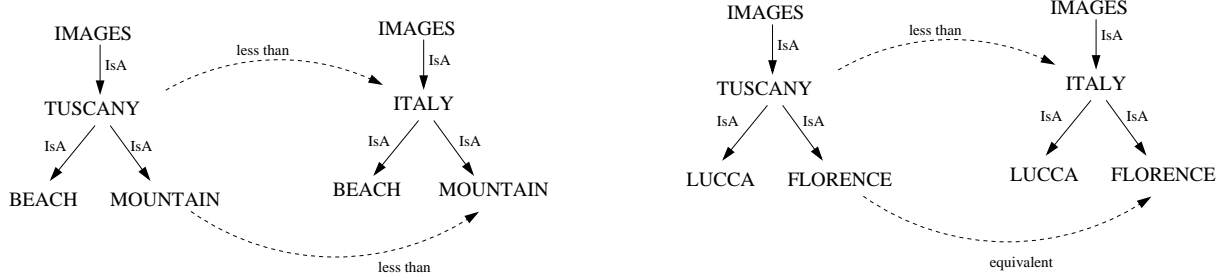 IMAGES
IsA
TUSCANY
IsA
IsA
BEACH
MOUNTAIN
less than
IMAGES
IsA
ITALY
IsA
IsA
BEACH
MOUNTAIN
less than
IMAGES
IsA
TUSCANY
IsA
IsA
LUCCA
FLORENCE
less than
IMAGES
IsA
ITALY
IsA
IsA
LUCCA
FLORENCE
equivalent